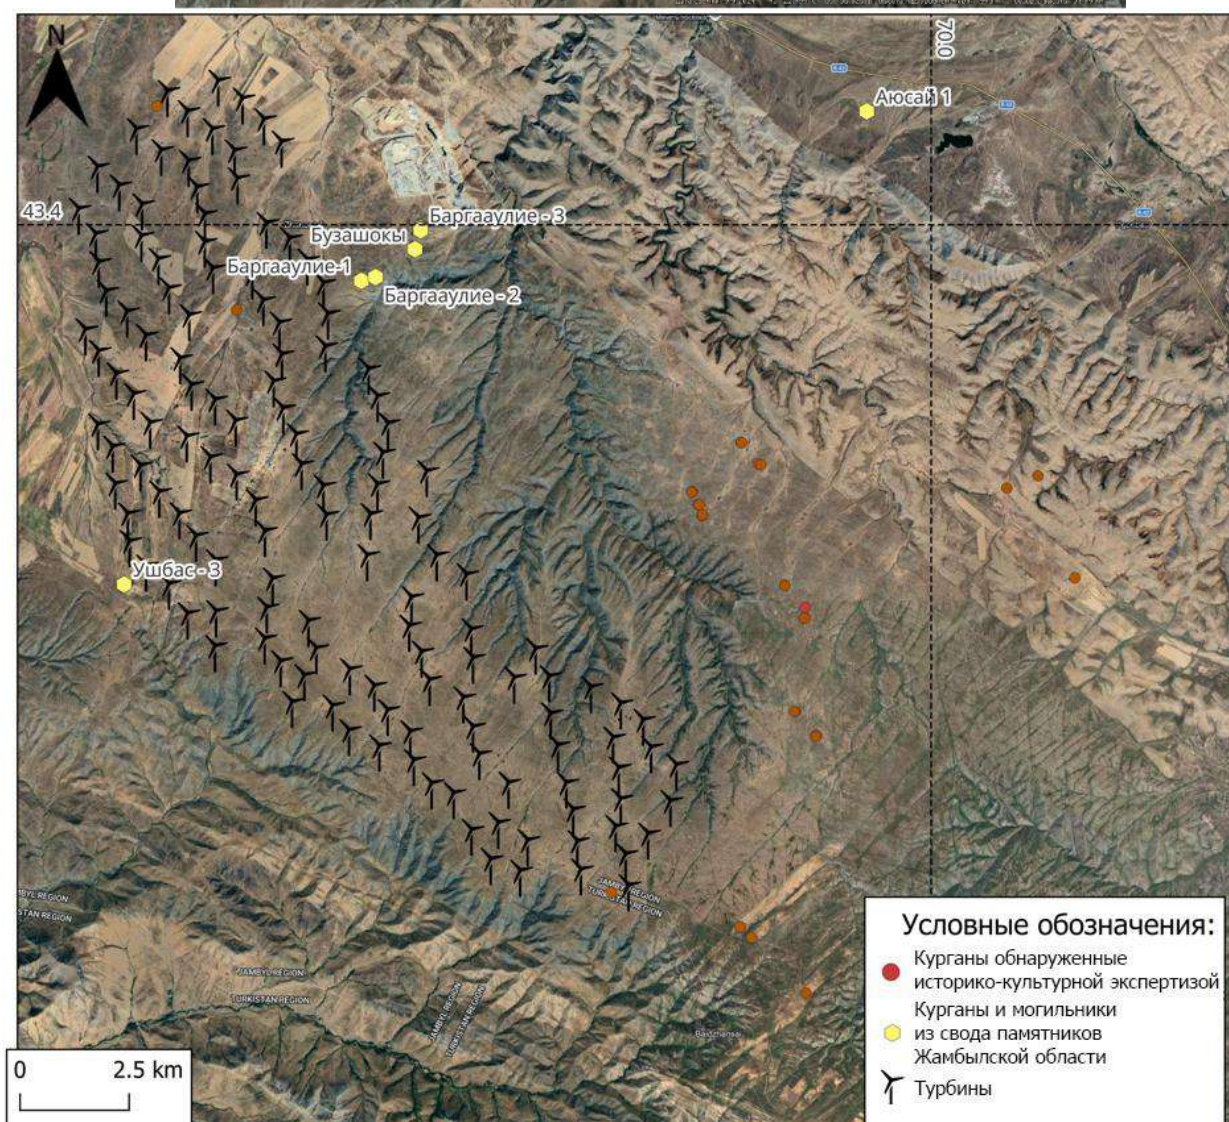 N
70.0
Аюсай 1
43.4
Баргааулие - 3
Бузашокы
Баргааулие-1
Баргааулие - 2
Ушбас - 3
JAMBYL REGION
TURKISTAN REGION
JAMBYL REGION
TURKISTAN REGION
JAMBYL REGION
TURKISTAN REGION
Baidzhansai
Условные обозначения:
Курганы обнаруженные
историко-культурной экспертизой
Курганы и могильники
из свода памятников
Жамбылской области
Турбины
0 2.5 km